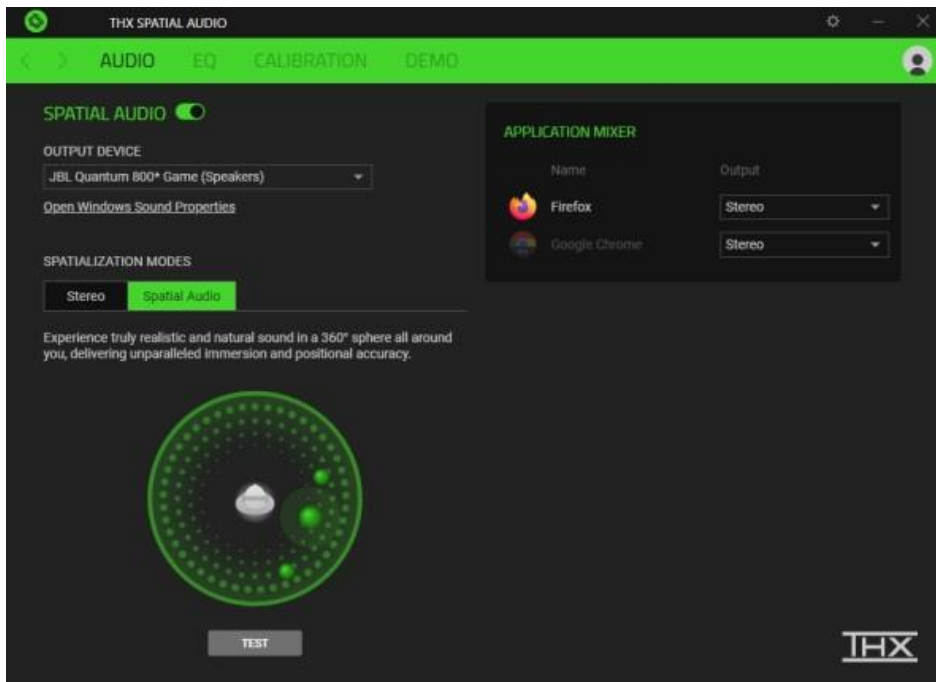 THX SPATIAL AUDIO
AUDIO EQ CALIBRATION DEMO
SPATIAL AUDIO
OUTPUT DEVICE
JBL Quantum 800* Game (Speakers)
Open Windows Sound Properties
SPATIALIZATION MODES
Stereo Spatial Audio
Experience truly realistic and natural sound in a 360° sphere all around
you, delivering unparalleled immersion and positional accuracy.
TEST
APPLICATION MIXER
Name Output
Firefox Stereo
Google Chrome Stereo
THX